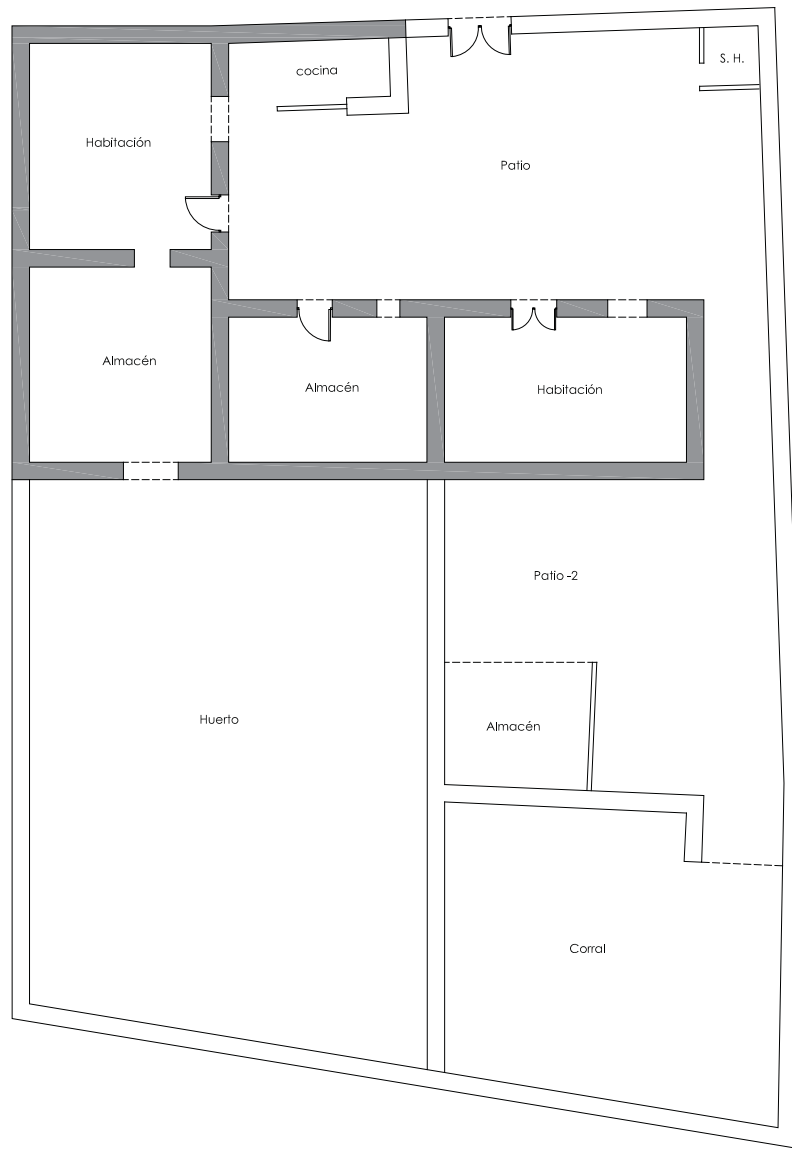 S. H.
cocina
Habitación
Patio
Almacén
Almacén
Habitación
Patio -2
Huerto
Almacén
Corral